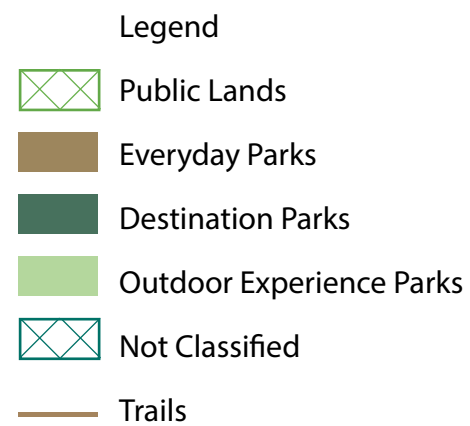 Legend
Public Lands
Everyday Parks
Destination Parks
Outdoor Experience Parks
Not Classified
Trails